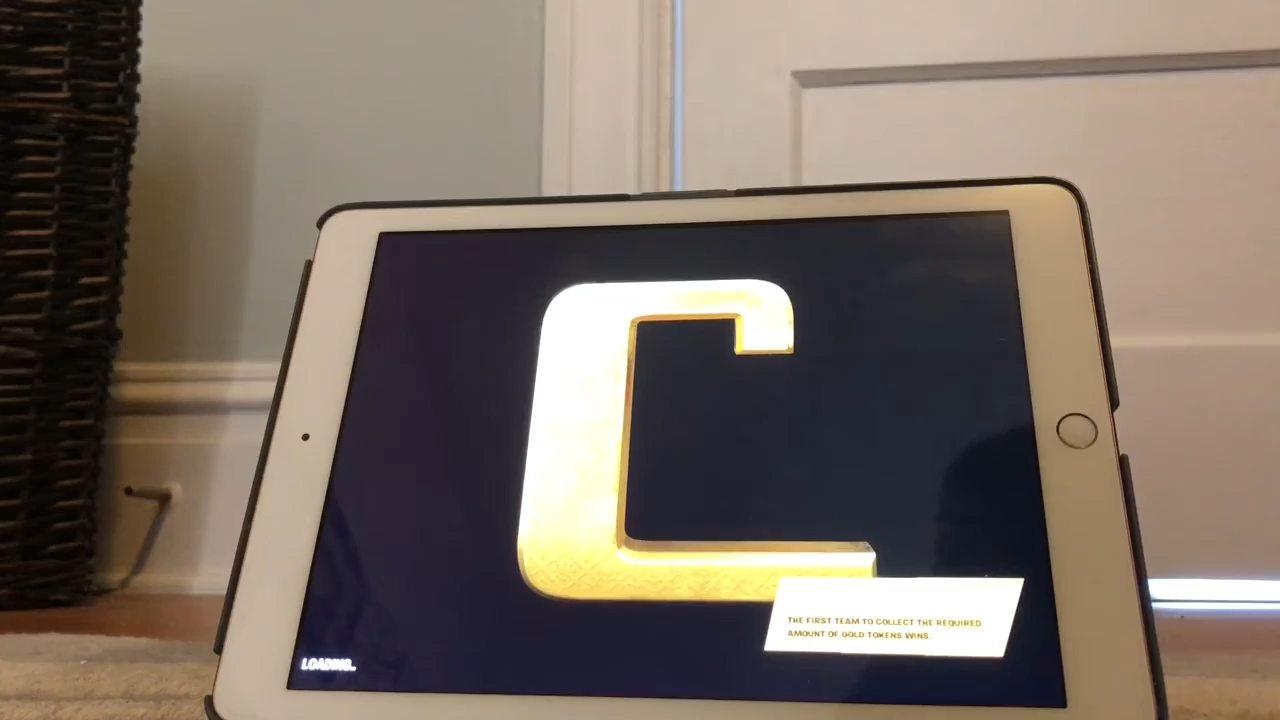 C
THE FIRST TEAM TO COLLECT THE REQUIRED
AMOUNT OF GOLD TOKENS WINS.
LOADING..